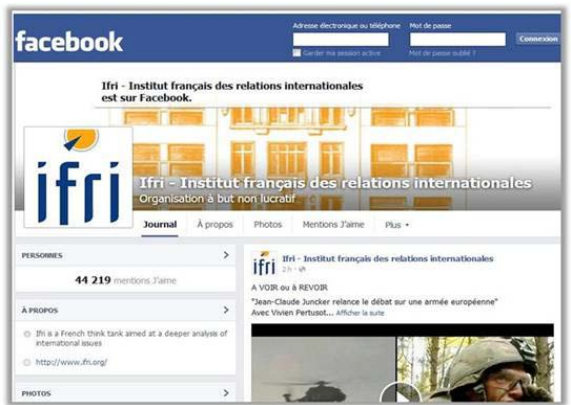 facebook
Adresse électronique ou téléphone
Mot de passe
Connexion
Garder ma session active
Mot de passe oublié ?
Ifri - Institut français des relations internationales
est sur Facebook.
ifri
Ifri - Institut français des relations internationales
Organisation à but non lucratif
Journal
À propos
Photos
Mentions J'aime
Plus
PERSONNES
44 219 mentions J'aime
À PROPOS
Ifri is a French think tank aimed at a deeper analysis of
international issues
http://www.ifri.org/
PHOTOS
ifri
Ifri - Institut français des relations internationales
2 h
A VOIR ou à REVOIR
"Jean-Claude Juncker relance le débat sur une armée européenne"
Avec Vivien Pertusot... Afficher la suite